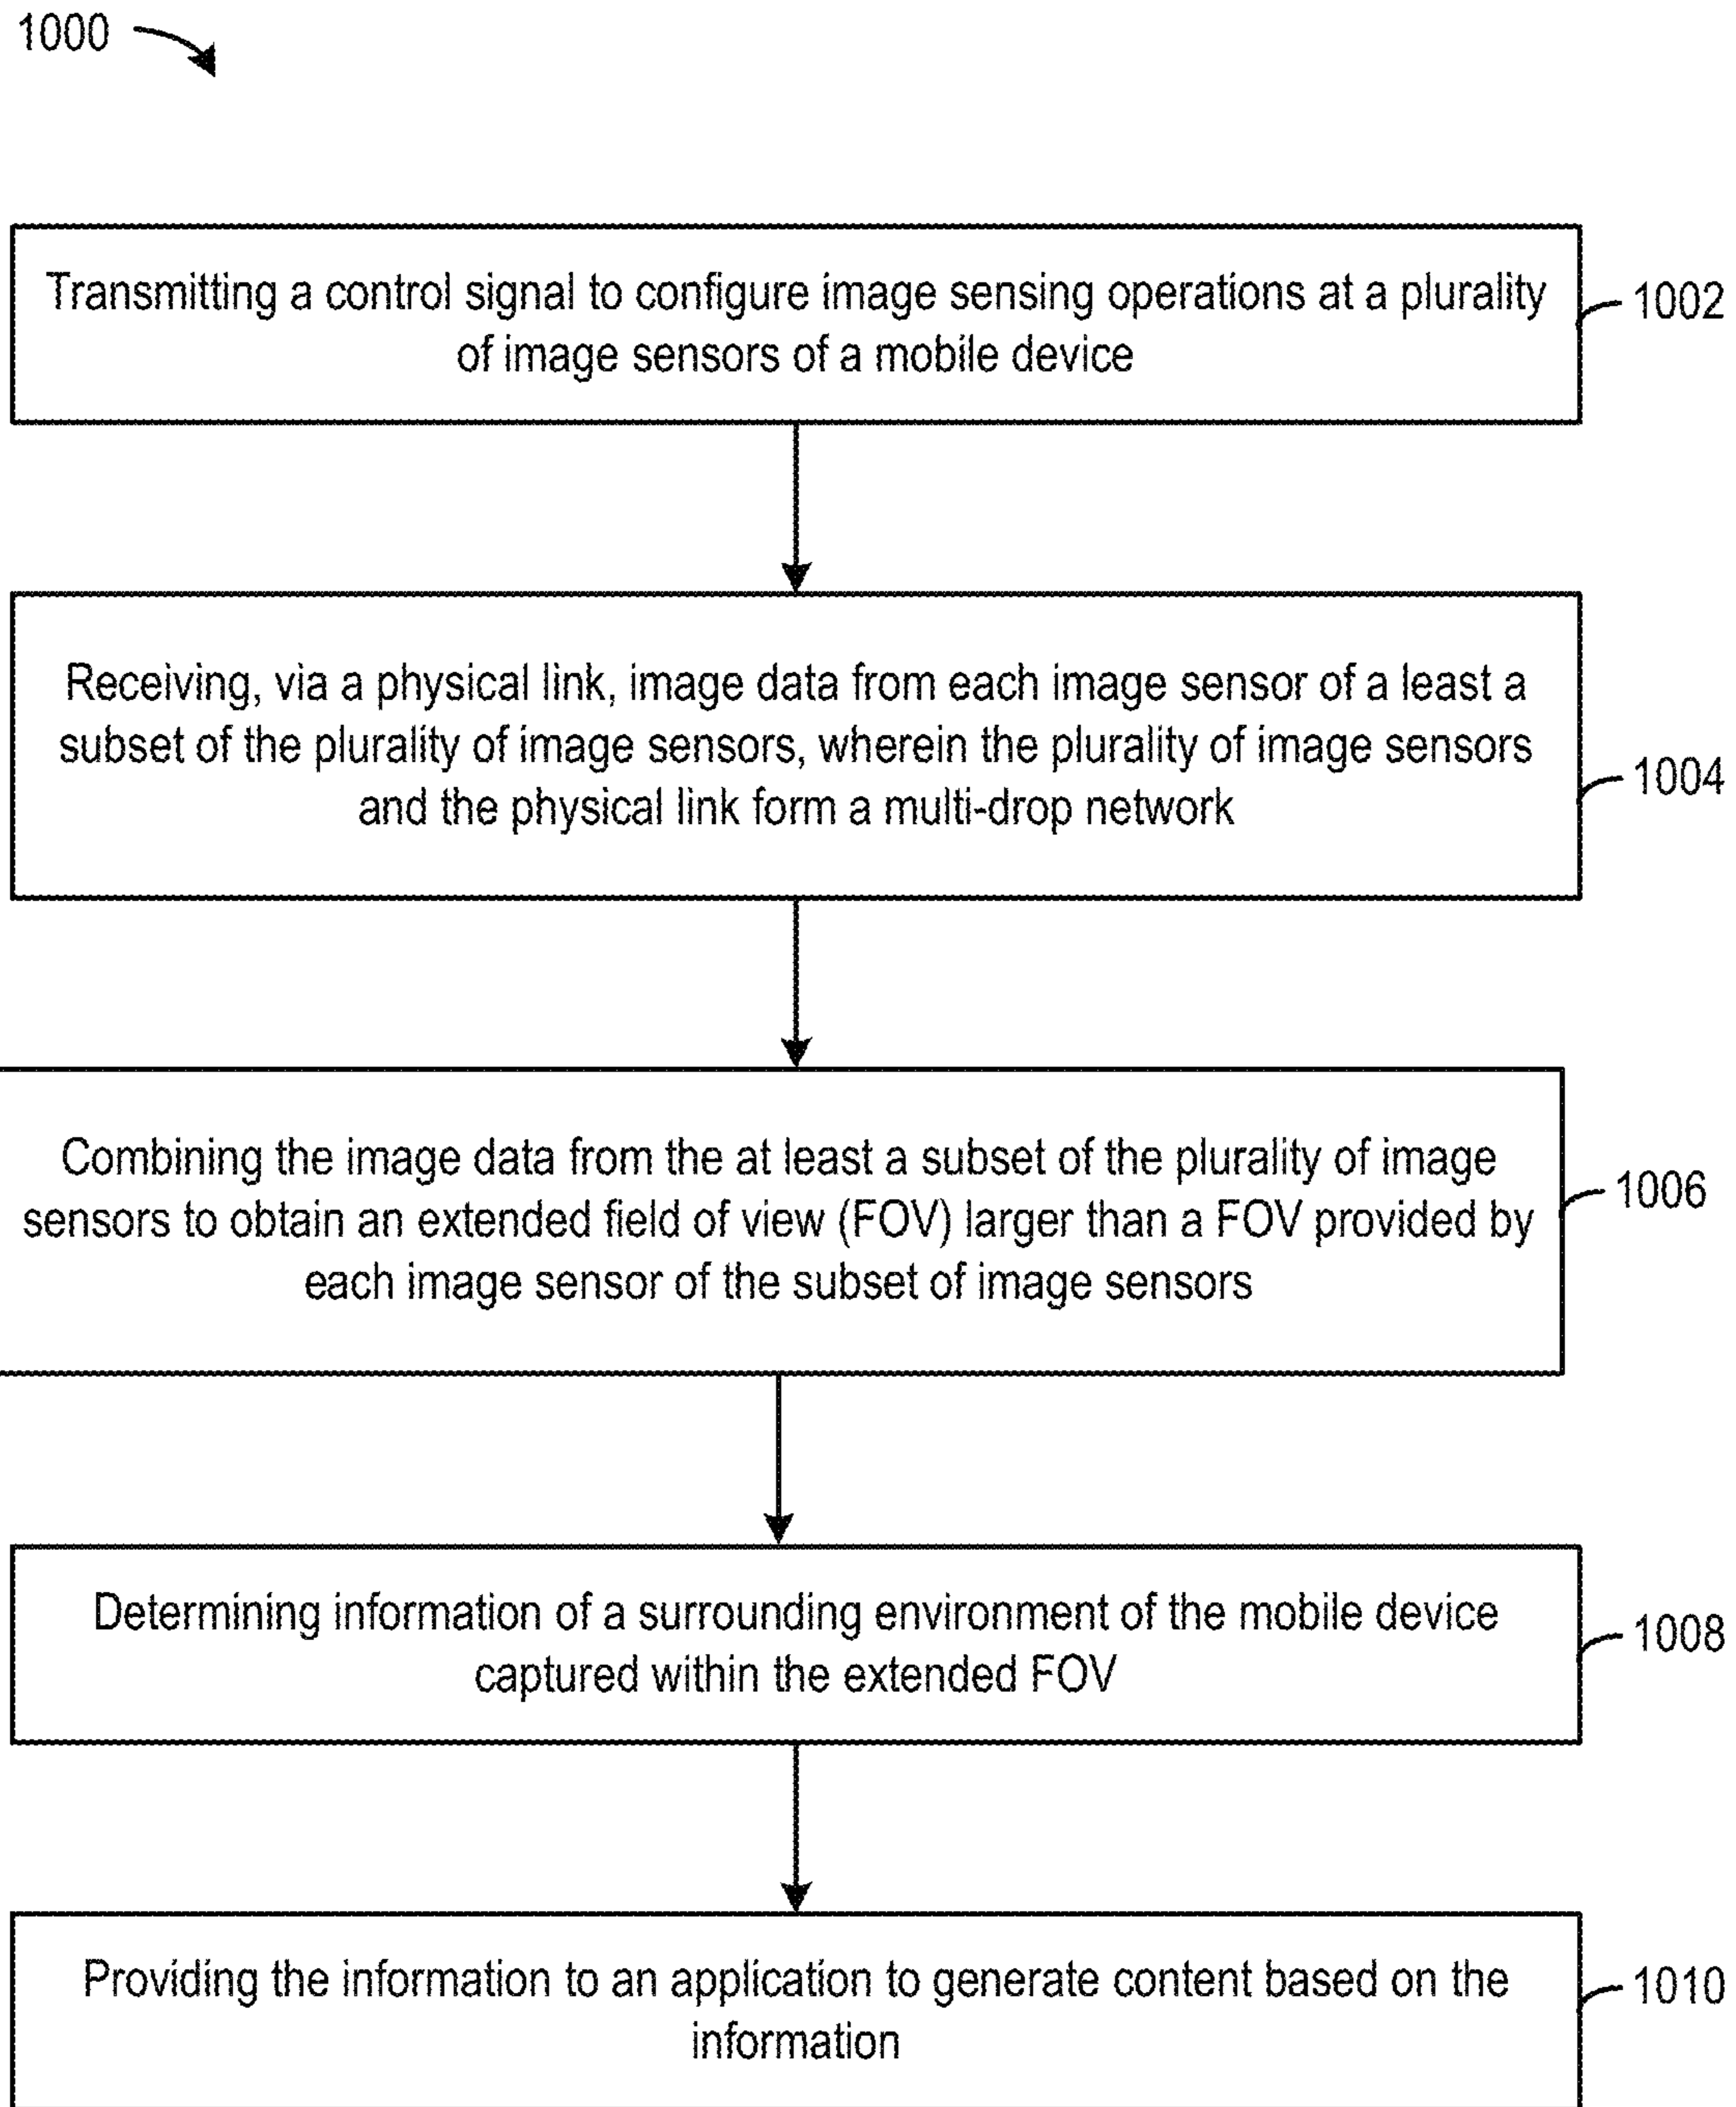 1000
Transmitting a control signal to configure image sensing operations at a plurality
of image sensors of a mobile device
1002
Receiving, via a physical link, image data from each image sensor of a least a
subset of the plurality of image sensors, wherein the plurality of image sensors
and the physical link form a multi-drop network
1004
Combining the image data from the at least a subset of the plurality of image
sensors to obtain an extended field of view (FOV) larger than a FOV provided by
each image sensor of the subset of image sensors
1006
Determining information of a surrounding environment of the mobile device
captured within the extended FOV
1008
Providing the information to an application to generate content based on the
information
1010